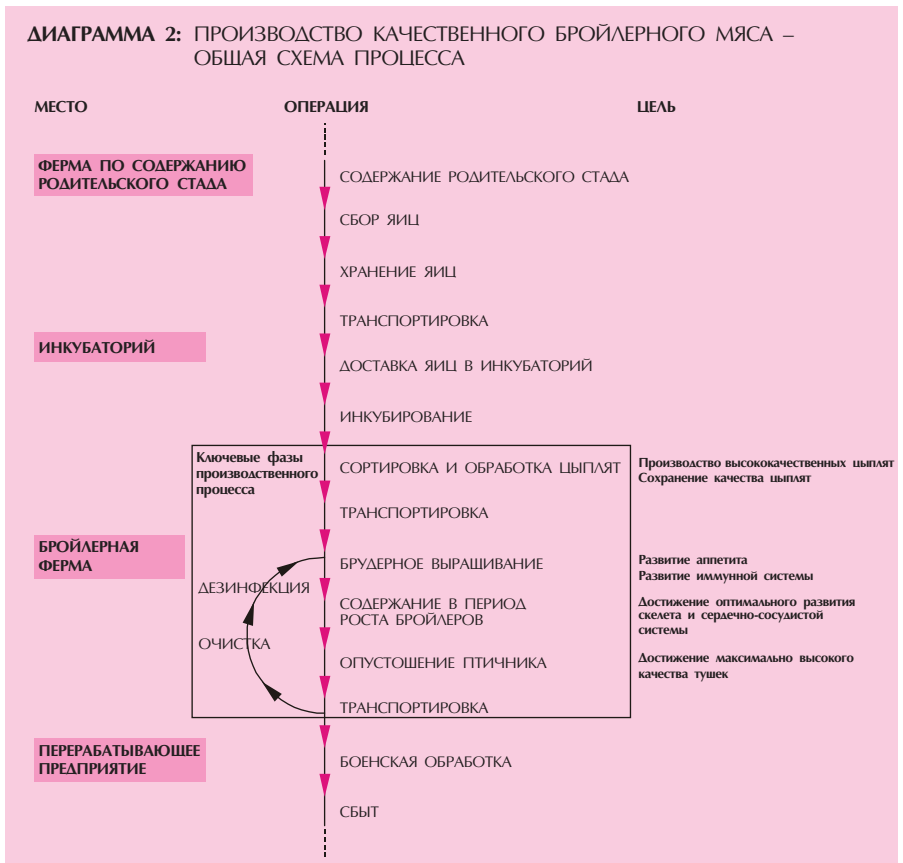 ДИАГРАММА 2: ПРОИЗВОДСТВО КАЧЕСТВЕННОГО БРОЙЛЕРНОГО МЯСА –
ОБЩАЯ СХЕМА ПРОЦЕССА
МЕСТО
ОПЕРАЦИЯ
ЦЕЛЬ
ФЕРМА ПО СОДЕРЖАНИЮ
РОДИТЕЛЬСКОГО СТАДА
СОДЕРЖАНИЕ РОДИТЕЛЬСКОГО СТАДА
СБОР ЯИЦ
ХРАНЕНИЕ ЯИЦ
ТРАНСПОРТИРОВКА
ИНКУБАТОРИЙ
ДОСТАВКА ЯИЦ В ИНКУБАТОРИЙ
ИНКУБИРОВАНИЕ
Ключевые фазы
производственного
процесса
СОРТИРОВКА И ОБРАБОТКА ЦЫПЛЯТ
Производство высококачественных цыплят
Сохранение качества цыплят
ТРАНСПОРТИРОВКА
БРОЙЛЕРНАЯ
ФЕРМА
БРУДЕРНОЕ ВЫРАШИВАНИЕ
Развитие аппетита
Развитие иммунной системы
ДЕЗИНФЕКЦИЯ
СОДЕРЖАНИЕ В ПЕРИОД
РОСТА БРОЙЛЕРОВ
Достижение оптимального развития
скелета и сердечно-сосудистой
системы
ОЧИСТКА
ОПУСТОШЕНИЕ ПТИЧНИКА
Достижение максимально высокого
качества тушек
ТРАНСПОРТИРОВКА
ПЕРЕРАБАТЫВАЮЩЕЕ
ПРЕДПРИЯТИЕ
БОЕНСКАЯ ОБРАБОТКА
СБЫТ